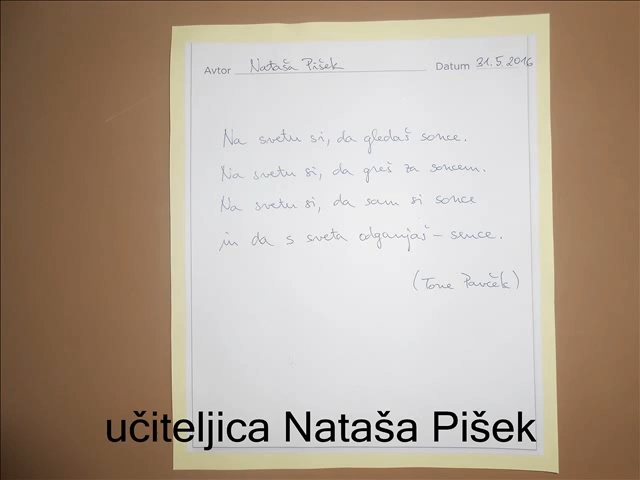 Avtor Nataša Pišek Datum 31.5.2016
Na svetu si, da gledaš sonce.
Na svetu si, da greš za soncem.
Na svetu si, da sam si sonce
in da s sveta odganjaš – sence.
(Tone Pavček)
učiteljica Nataša Pišek